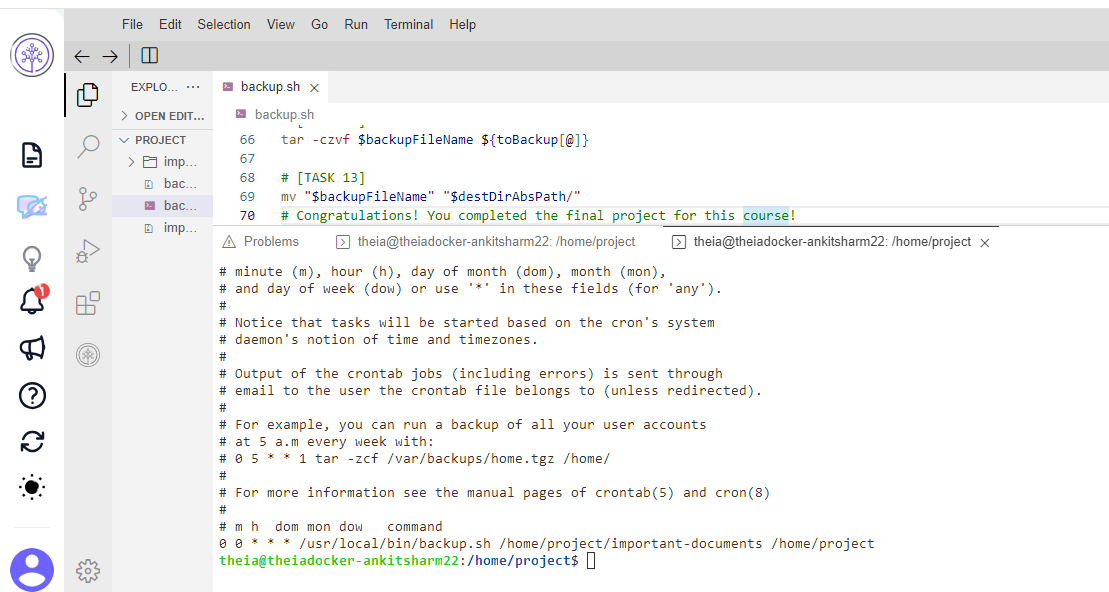 File Edit Selection View Go Run Terminal Help
EXPLO... ...
backup.sh
OPEN EDIT...
backup.sh
PROJECT
imp...
bac...
bac...
imp...
66 tar -czvf $backupFileName ${toBackup[@]}
67
68 # [TASK 13]
69 mv "$backupFileName" "$destDirAbsPath/"
70 # Congratulations! You completed the final project for this course!
Problems theia@theiadocker-ankitsharm22: /home/project theia@theiadocker-ankitsharm22: /home/project
# minute (m), hour (h), day of month (dom), month (mon),
# and day of week (dow) or use '*' in these fields (for 'any').
#
# Notice that tasks will be started based on the cron's system
# daemon's notion of time and timezones.
#
# Output of the crontab jobs (including errors) is sent through
# email to the user the crontab file belongs to (unless redirected).
#
# For example, you can run a backup of all your user accounts
# at 5 a.m every week with:
# 0 5 * * 1 tar -zcf /var/backups/home.tgz /home/
#
# For more information see the manual pages of crontab(5) and cron(8)
#
# m h  dom mon dow   command
0 0 * * * /usr/local/bin/backup.sh /home/project/important-documents /home/project
theia@theiadocker-ankitsharm22:/home/project$
1